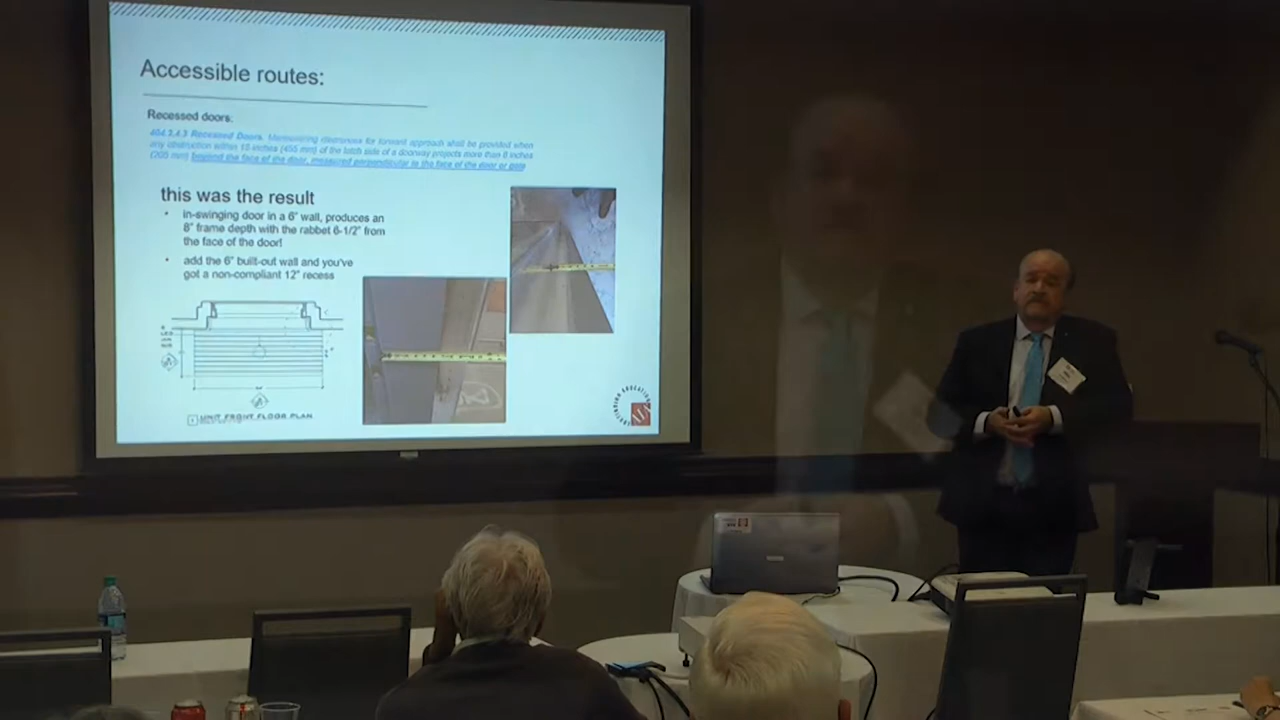 Accessible routes:
Recessed doors:
404.2.4.3 Recessed Doors. Maneuvering clearances for forward approach shall be provided when
any obstruction within 18 inches (455 mm) of the latch side of a doorway projects more than 8 inches
(205 mm) beyond the face of the door, measured perpendicular to the face of the door or gate
this was the result
• in-swinging door in a 6" wall, produces an
8" frame depth with the rabbet 6-1/2" from
the face of the door!
• add the 6" built-out wall and you've
got a non-compliant 12" recess
UNIT FRONT FLOOR PLAN